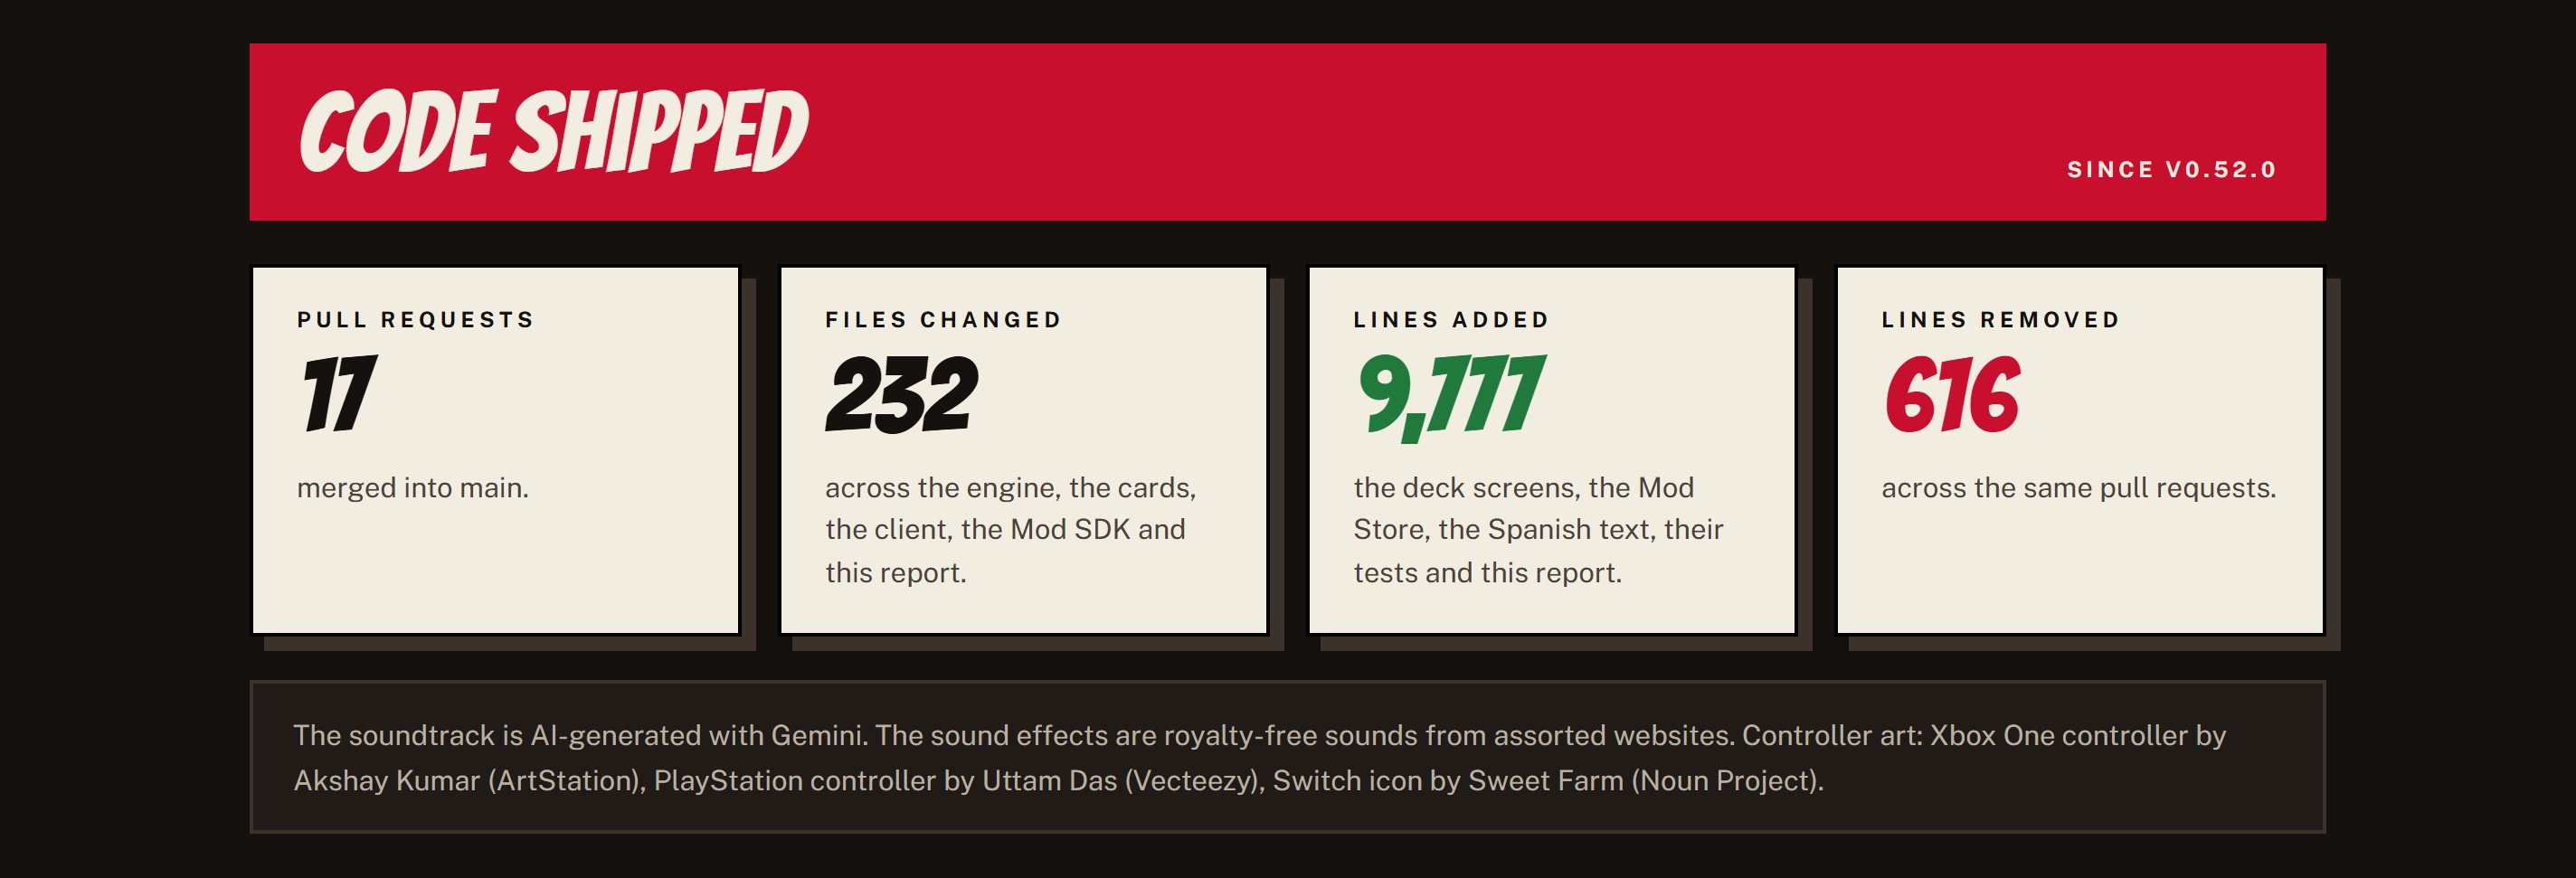 CODE SHIPPED
SINCE V0.52.0
PULL REQUESTS
17
merged into main.
FILES CHANGED
232
across the engine, the cards,
the client, the Mod SDK and
this report.
LINES ADDED
9,777
the deck screens, the Mod
Store, the Spanish text, their
tests and this report.
LINES REMOVED
616
across the same pull requests.
The soundtrack is AI-generated with Gemini. The sound effects are royalty-free sounds from assorted websites. Controller art: Xbox One controller by
Akshay Kumar (ArtStation), PlayStation controller by Uttam Das (Vecteezy), Switch icon by Sweet Farm (Noun Project).